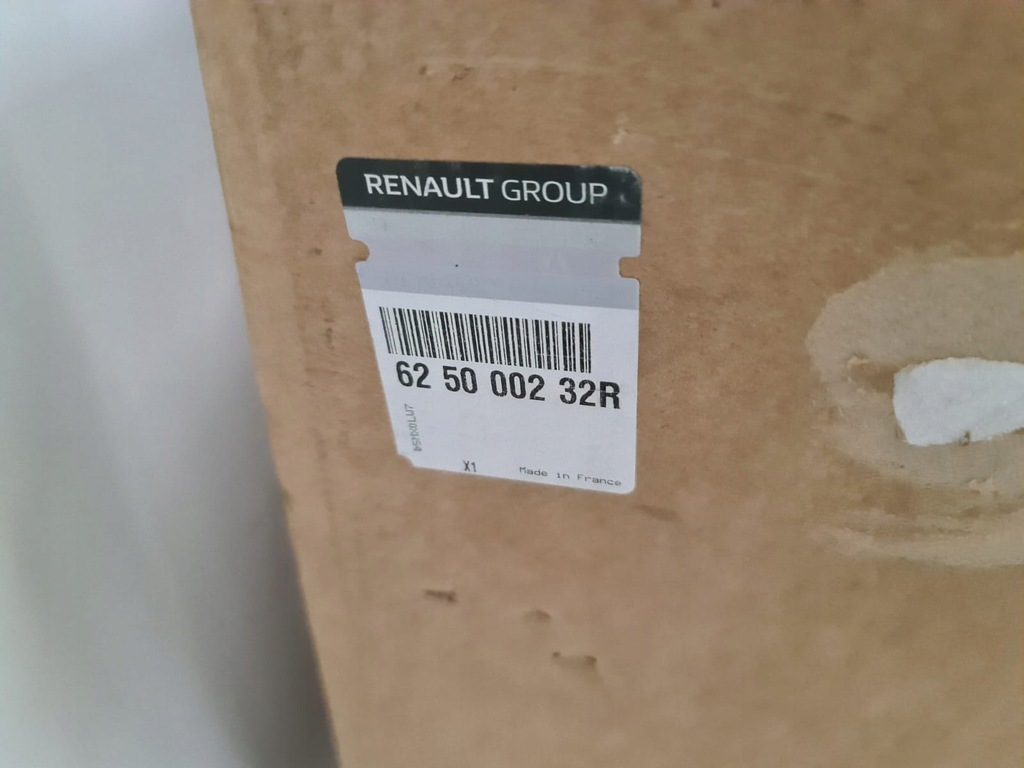 RENAULT GROUP
62 50 002 32R
X1
Made in France